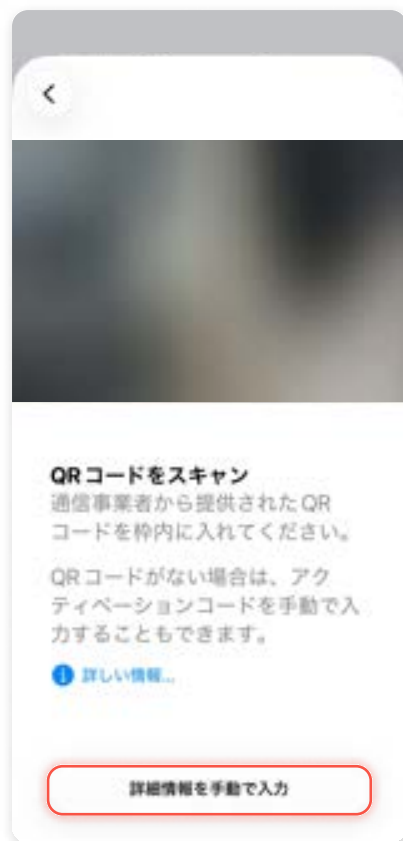 QRコードをスキャン
通信事業者から提供されたQR
コードを枠内に入れてください。
QRコードがない場合は、アク
ティベーションコードを手動で入
力することもできます。
詳しい情報...
詳細情報を手動で入力